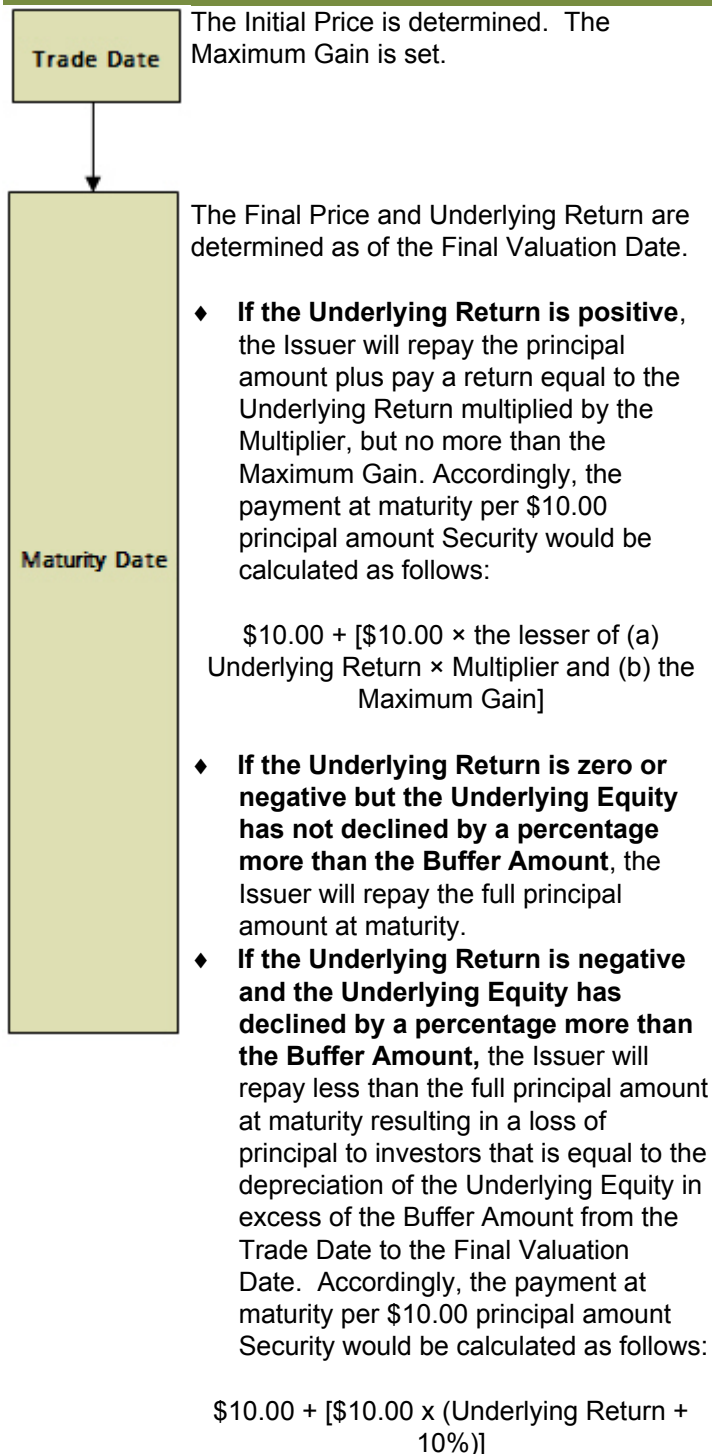 Trade Date
The Initial Price is determined.  The
Maximum Gain is set.
Maturity Date
The Final Price and Underlying Return are
determined as of the Final Valuation Date.
♦ If the Underlying Return is positive,
the Issuer will repay the principal
amount plus pay a return equal to the
Underlying Return multiplied by the
Multiplier, but no more than the
Maximum Gain. Accordingly, the
payment at maturity per $10.00
principal amount Security would be
calculated as follows:
$10.00 + [$10.00 × the lesser of (a)
Underlying Return × Multiplier and (b) the
Maximum Gain]
♦ If the Underlying Return is zero or
negative but the Underlying Equity
has not declined by a percentage
more than the Buffer Amount, the
Issuer will repay the full principal
amount at maturity.
♦ If the Underlying Return is negative
and the Underlying Equity has
declined by a percentage more than
the Buffer Amount, the Issuer will
repay less than the full principal amount
at maturity resulting in a loss of
principal to investors that is equal to the
depreciation of the Underlying Equity in
excess of the Buffer Amount from the
Trade Date to the Final Valuation
Date.  Accordingly, the payment at
maturity per $10.00 principal amount
Security would be calculated as follows:
$10.00 + [$10.00 x (Underlying Return +
10%)]